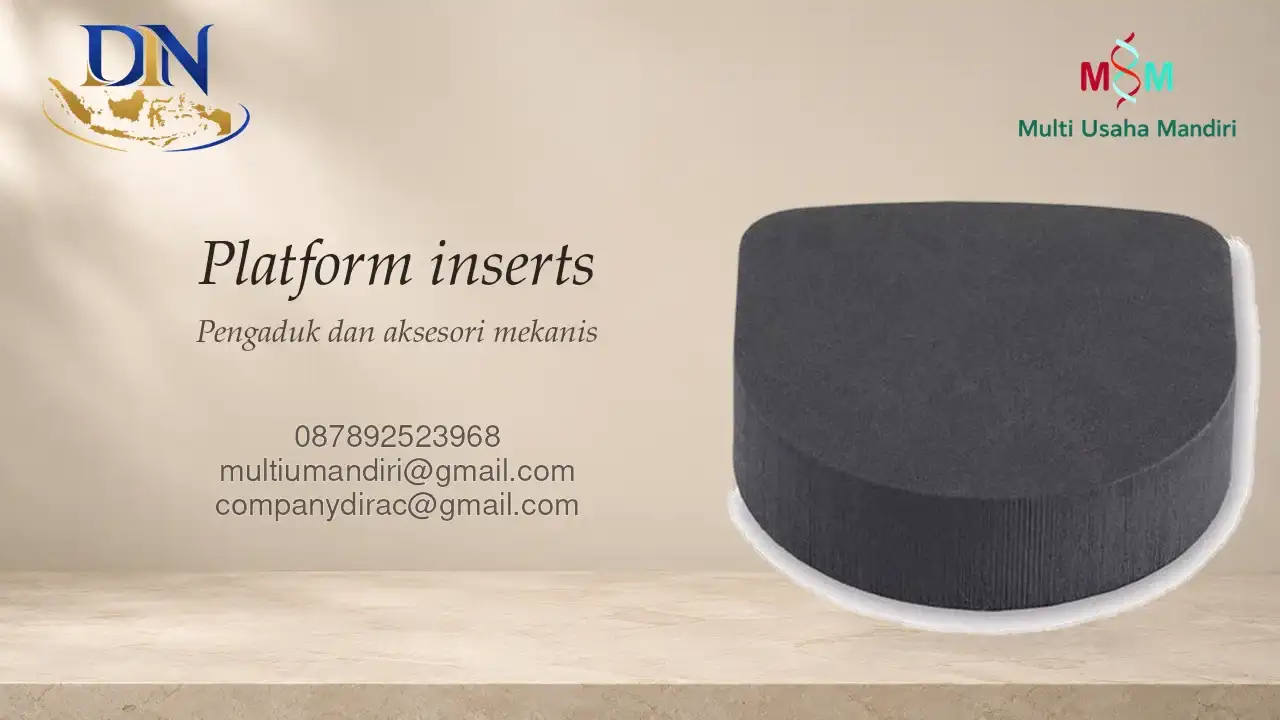 DN
MSM
Multi Usaha Mandiri
Platform inserts
Pengaduk dan aksesori mekanis
087892523968
multiumandiri@gmail.com
companydirac@gmail.com